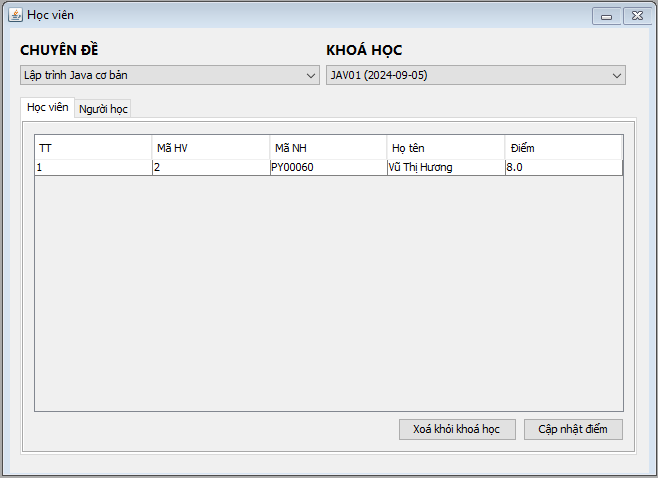 Học viên
CHUYÊN ĐỀ KHOÁ HỌC
Lập trình Java cơ bản JAV01 (2024-09-05)
Học viên Người học
TT Mã HV Mã NH Họ tên Điểm
1 2 PY00060 Vũ Thị Hương 8.0
Xoá khỏi khoá học Cập nhật điểm